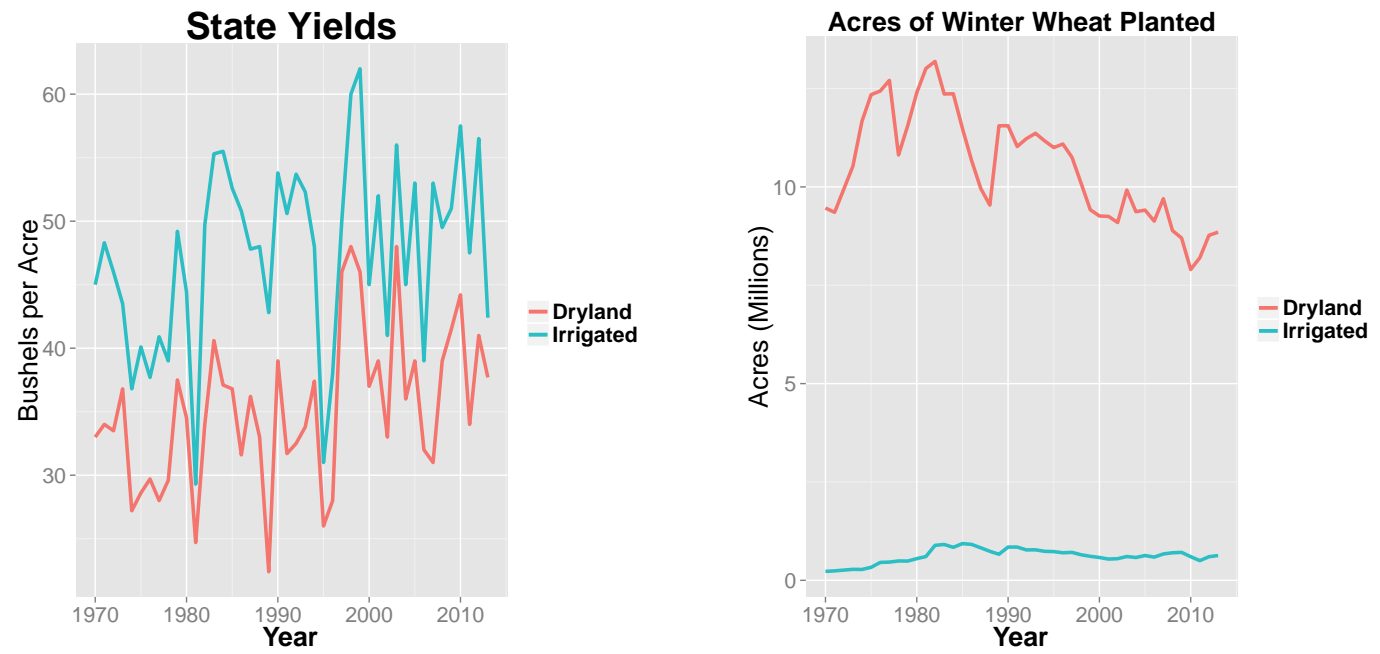 State Yields
60
50
40
30
Bushels per Acre
1970 1980 1990 2000 2010
Year
Dryland
Irrigated
Acres of Winter Wheat Planted
10
5
0
Acres (Millions)
1970 1980 1990 2000 2010
Year
Dryland
Irrigated